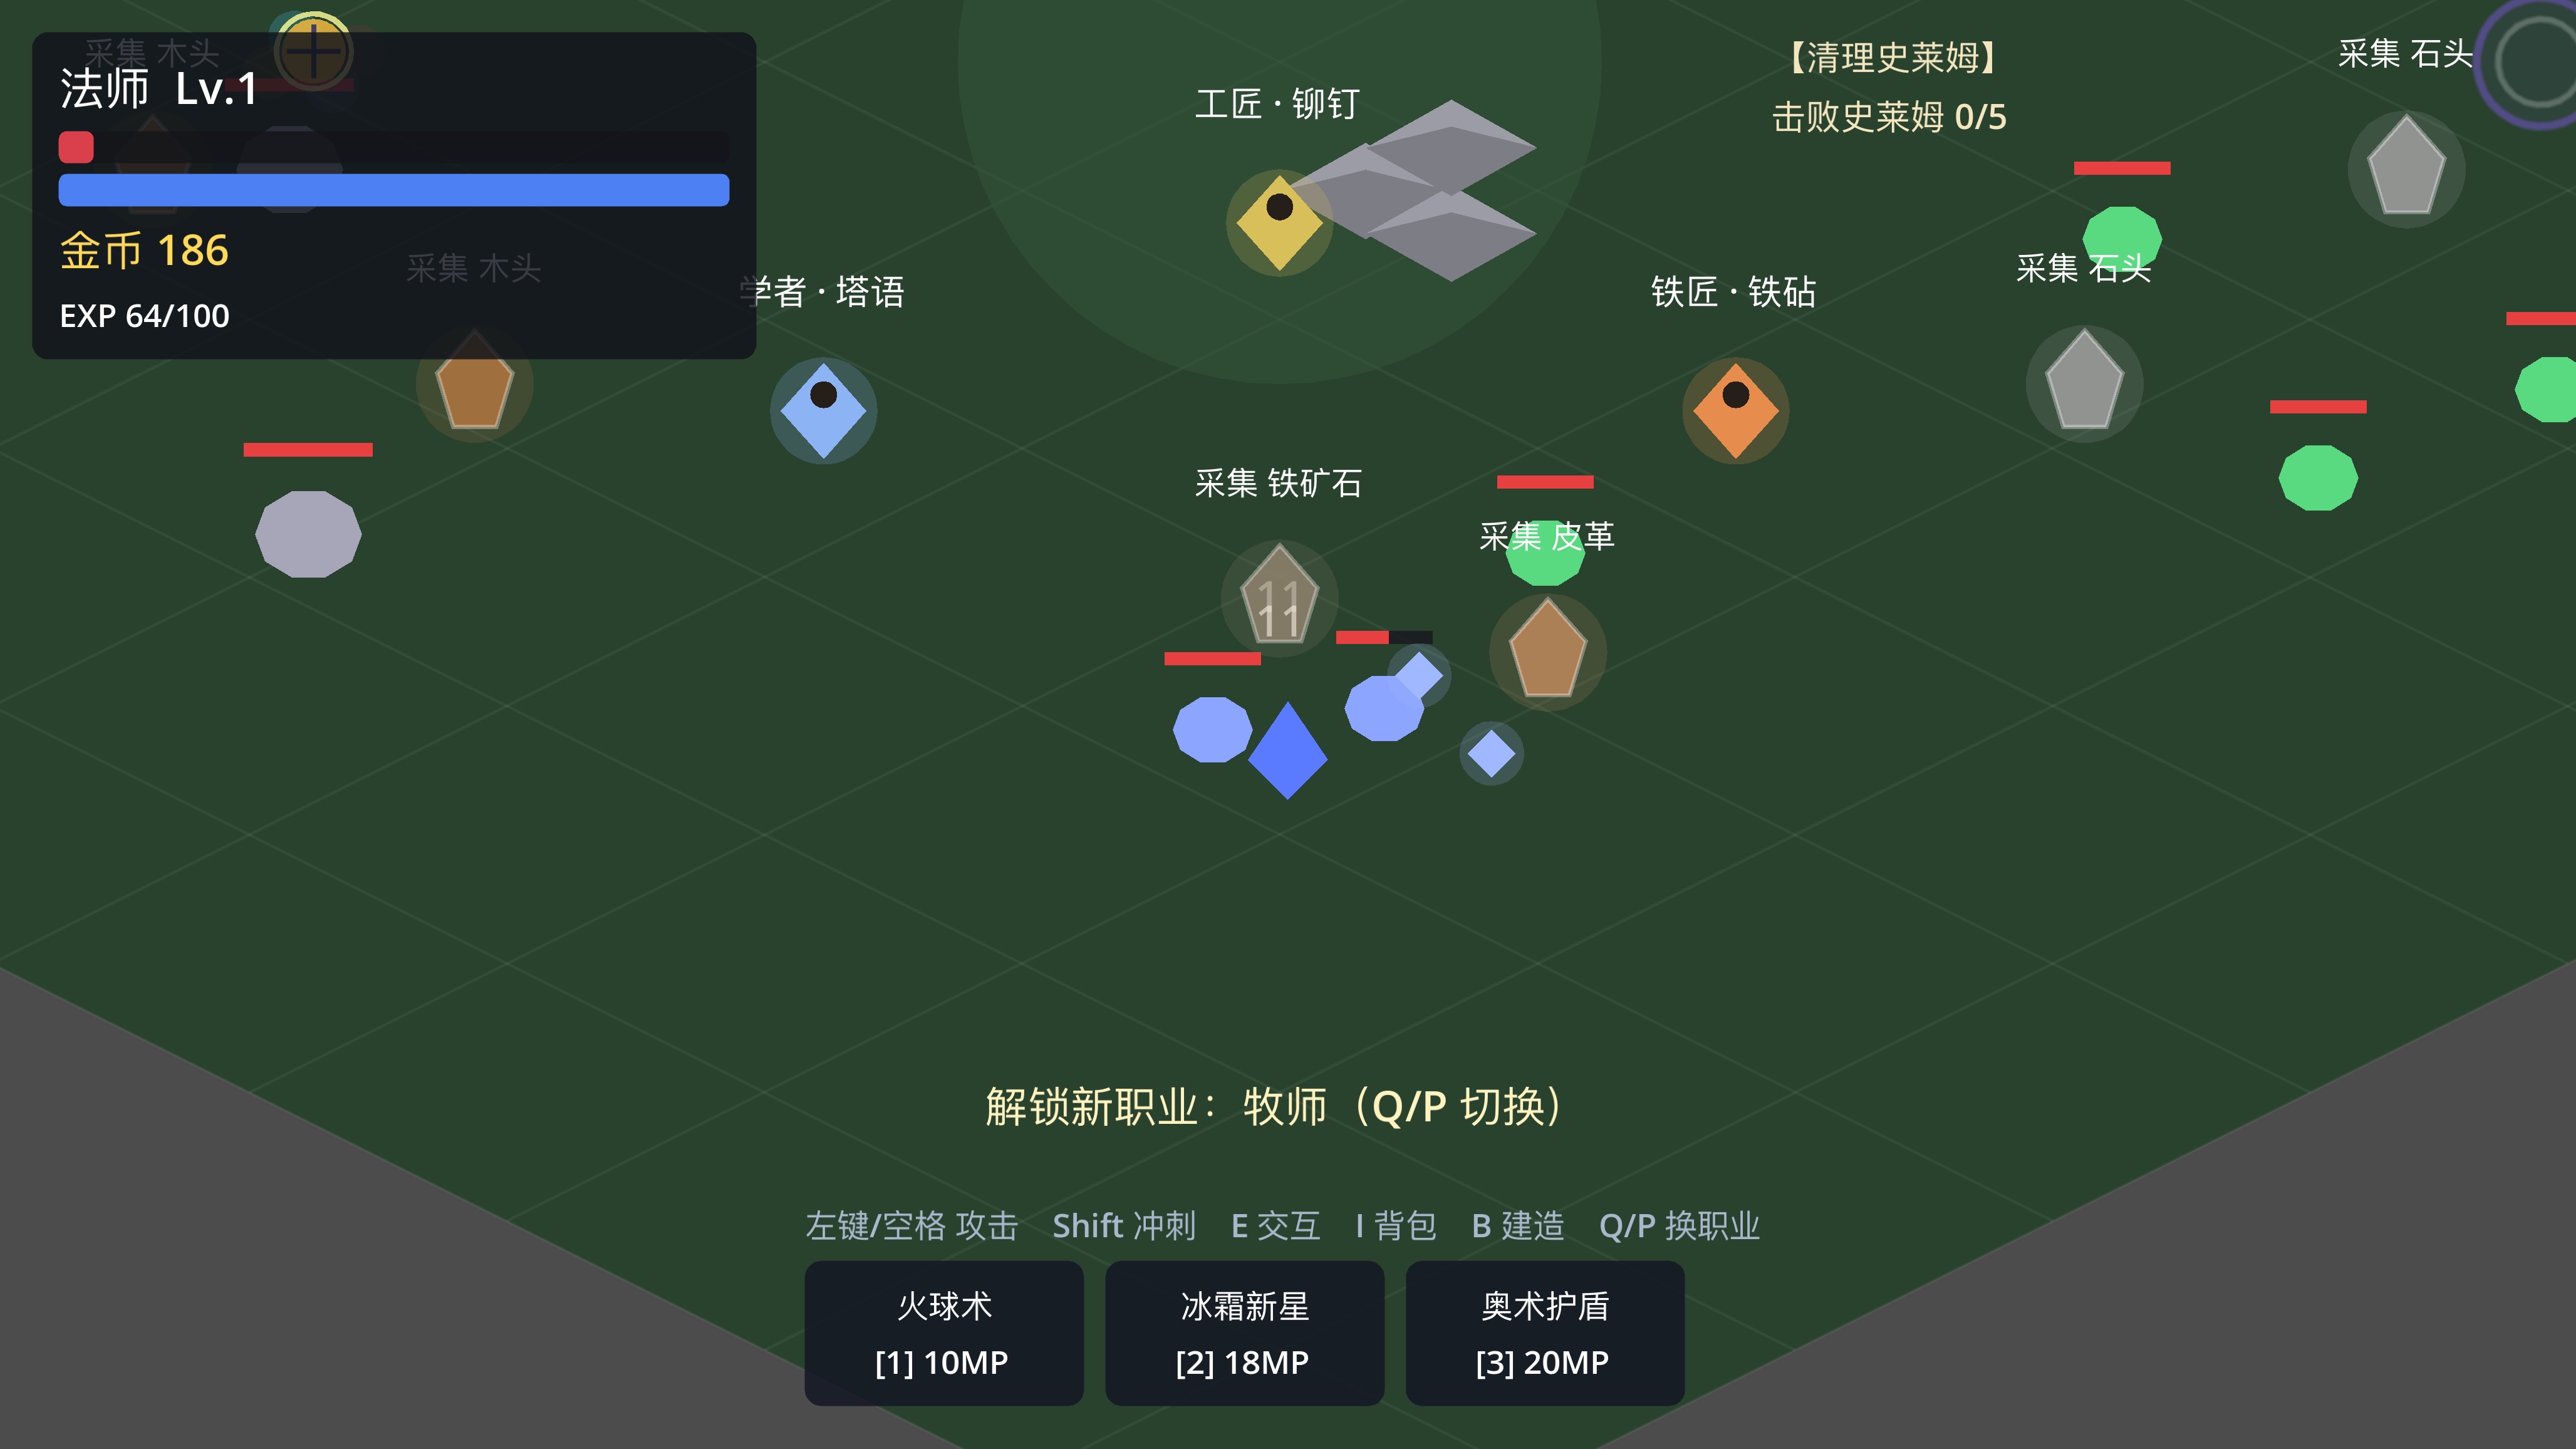 采集 木头
法师 Lv.1
金币 186
采集 木头
EXP 64/100
工匠 · 铆钉
【清理史莱姆】
击败史莱姆 0/5
采集 石头
采集 石头
学者 · 塔语
铁匠 · 铁砧
采集 铁矿石
采集 皮革
11
11
解锁新职业：牧师（Q/P 切换）
左键/空格 攻击 Shift 冲刺 E 交互 I 背包 B 建造 Q/P 换职业
火球术
[1] 10MP
冰霜新星
[2] 18MP
奥术护盾
[3] 20MP